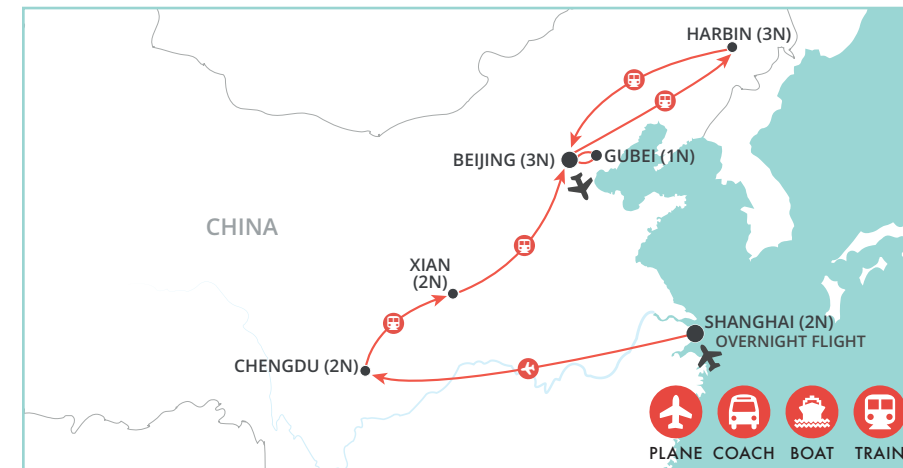 HARBIN (3N)
BEIJING (3N)
GUBEI (1N)
CHINA
XIAN
(2N)
SHANGHAI (2N)
OVERNIGHT FLIGHT
CHENGDU (2N)
PLANE
COACH
BOAT
TRAIN